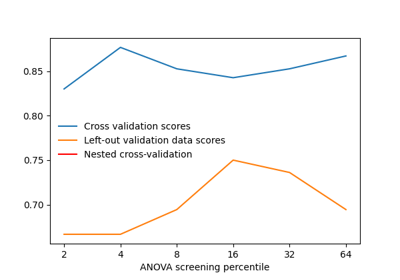 0.85
0.80
0.75
0.70
Cross validation scores
Left-out validation data scores
Nested cross-validation
2 4 8 16 32 64
ANOVA screening percentile